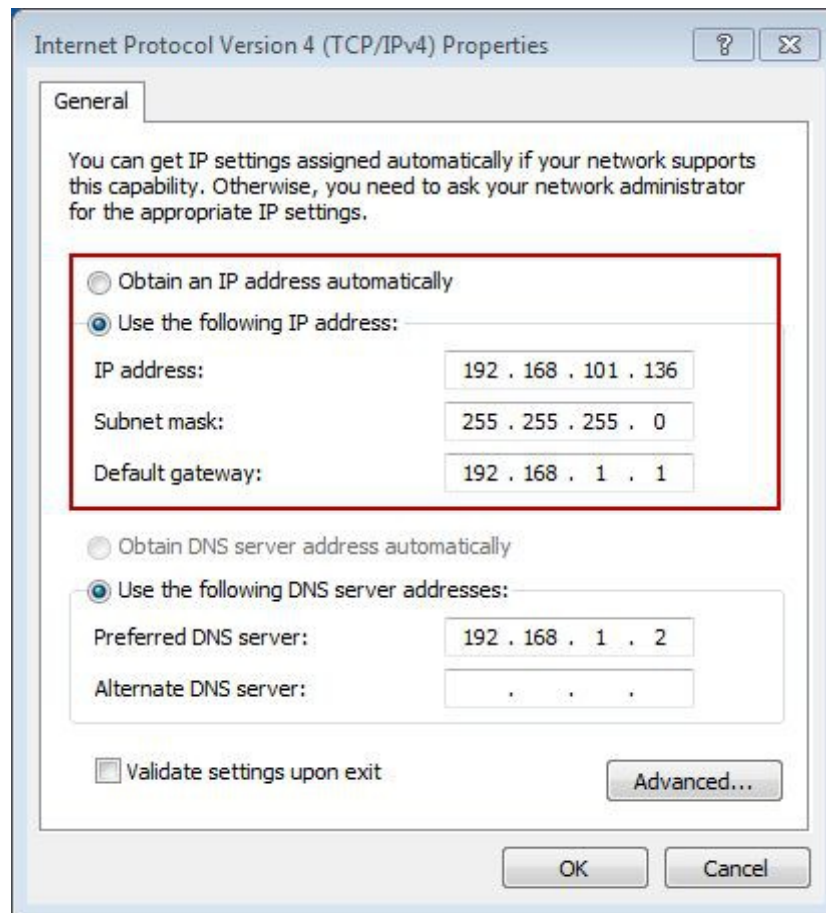 Internet Protocol Version 4 (TCP/IPv4) Properties
General
You can get IP settings assigned automatically if your network supports
this capability. Otherwise, you need to ask your network administrator
for the appropriate IP settings.
Obtain an IP address automatically
Use the following IP address:
IP address: 192 . 168 . 101 . 136
Subnet mask: 255 . 255 . 255 . 0
Default gateway: 192 . 168 . 1 . 1
Obtain DNS server address automatically
Use the following DNS server addresses:
Preferred DNS server: 192 . 168 . 1 . 2
Alternate DNS server: . . .
Validate settings upon exit
Advanced...
OK Cancel